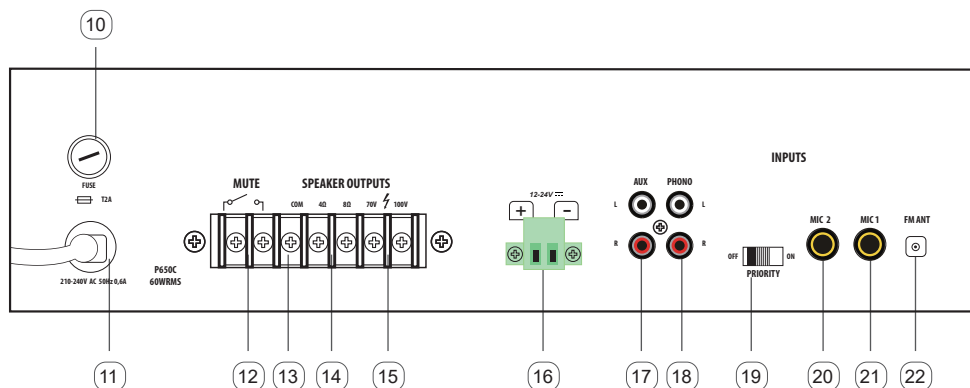 10
INPUTS
FUSE
T2A
MUTE
SPEAKER OUTPUTS
COM 4Ω 8Ω 70V 100V
12-24V
+ −
AUX PHONO
L L
R R
MIC 2 MIC 1 FM ANT
OFF ON
PRIORITY
P650C
60WRMS
210-240V AC 50Hz 0,6A
11 12 13 14 15 16 17 18 19 20 21 22